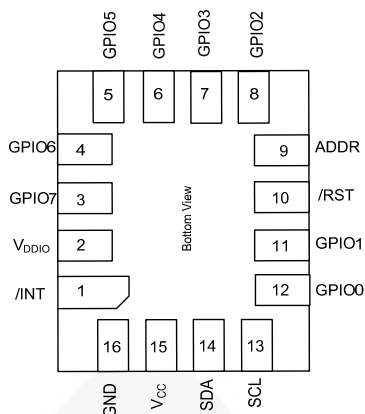 GPIO5 GPIO4 GPIO3 GPIO2
5 6 7 8
GPIO6 4 9 ADDR
GPIO7 3 10 /RST
VDDIO 2 Bottom View 11 GPIO1
/INT 1 12 GPIO0
16 15 14 13
GND VCC SDA SCL